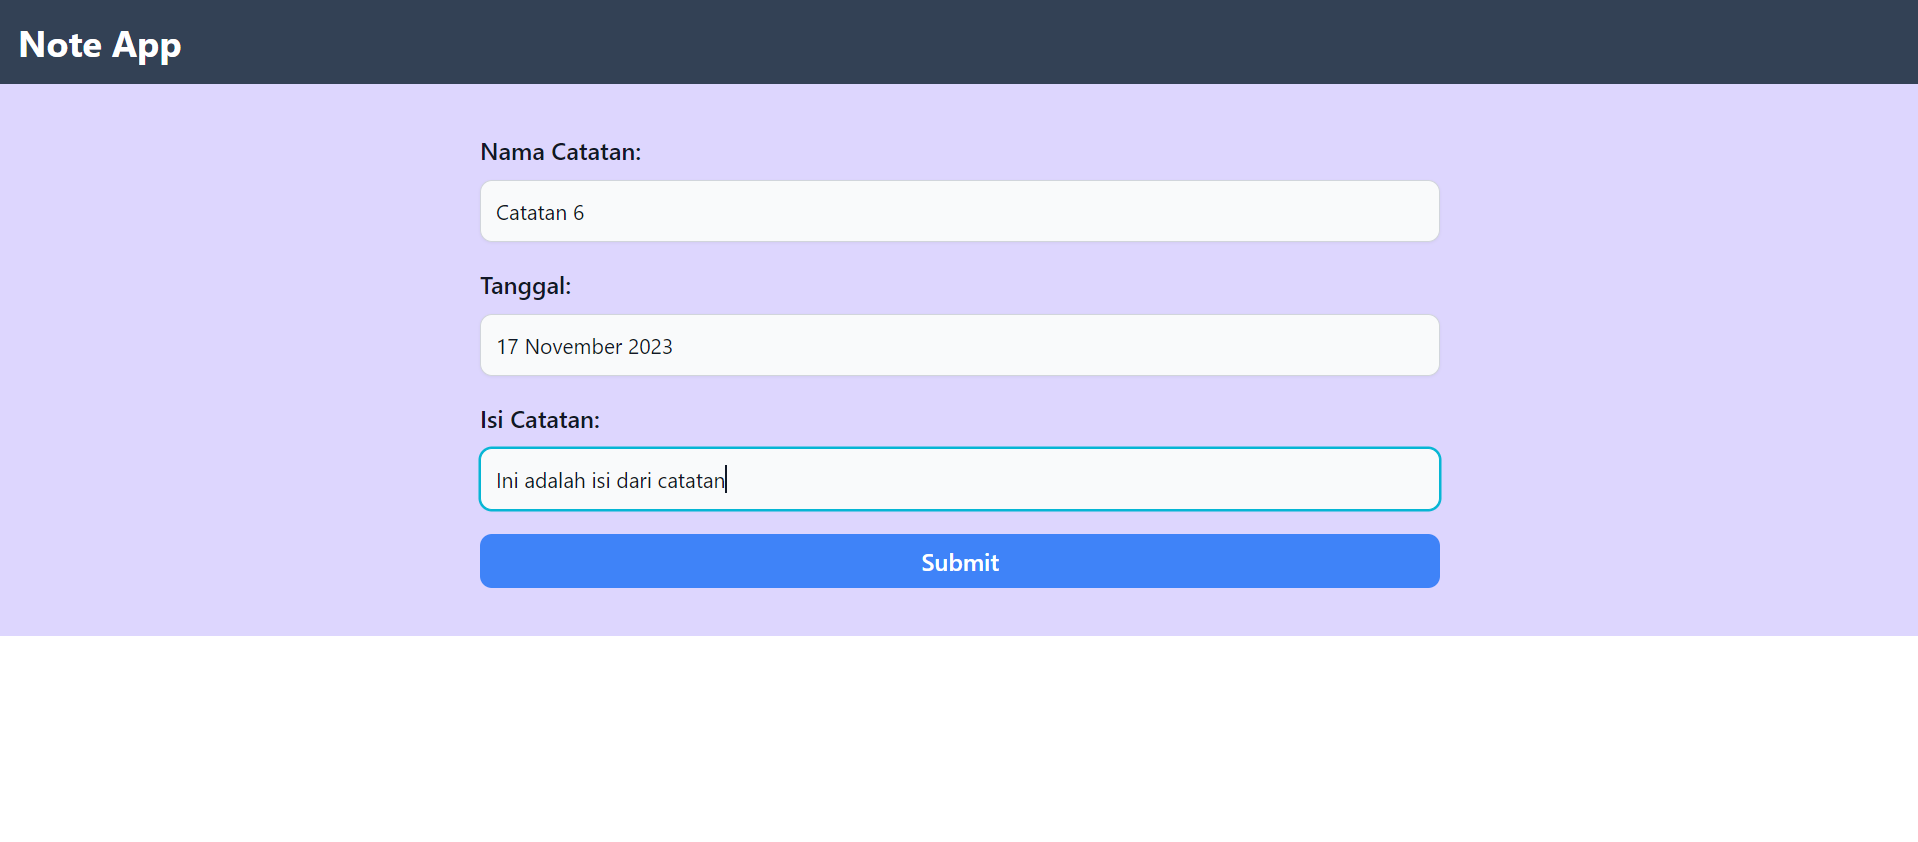 Note App
Nama Catatan:
Catatan 6
Tanggal:
17 November 2023
Isi Catatan:
Ini adalah isi dari catatan
Submit